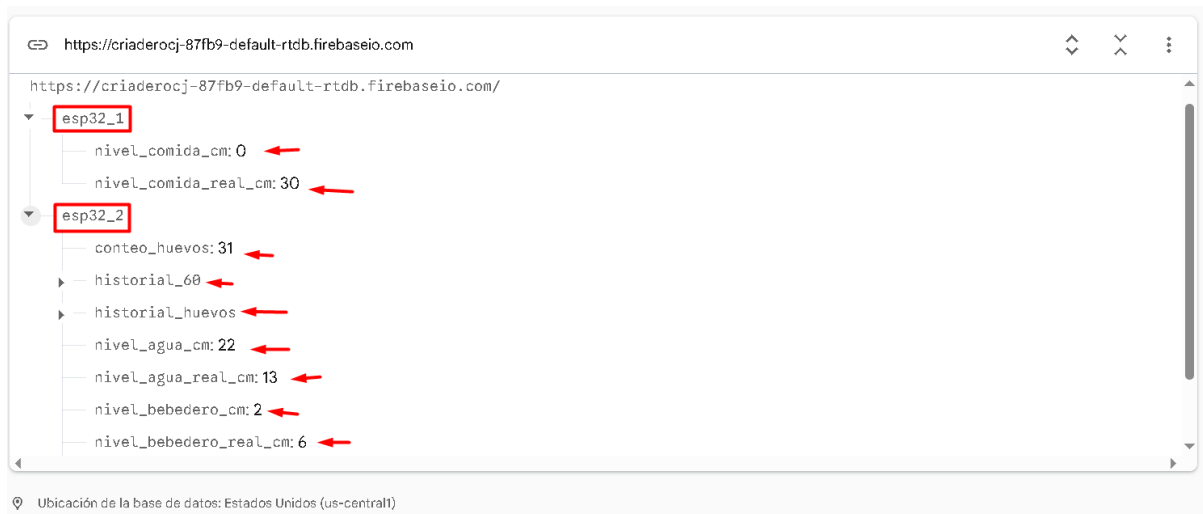 https://criaderocj-87fb9-default-rtdb.firebaseio.com
https://criaderocj-87fb9-default-rtdb.firebaseio.com/
esp32_1
nivel_comida_cm: 0
nivel_comida_real_cm: 30
esp32_2
conteo_huevos: 31
historial_60
historial_huevos
nivel_agua_cm: 22
nivel_agua_real_cm: 13
nivel_bebedero_cm: 2
nivel_bebedero_real_cm: 6
Ubicación de la base de datos: Estados Unidos (us-central1)